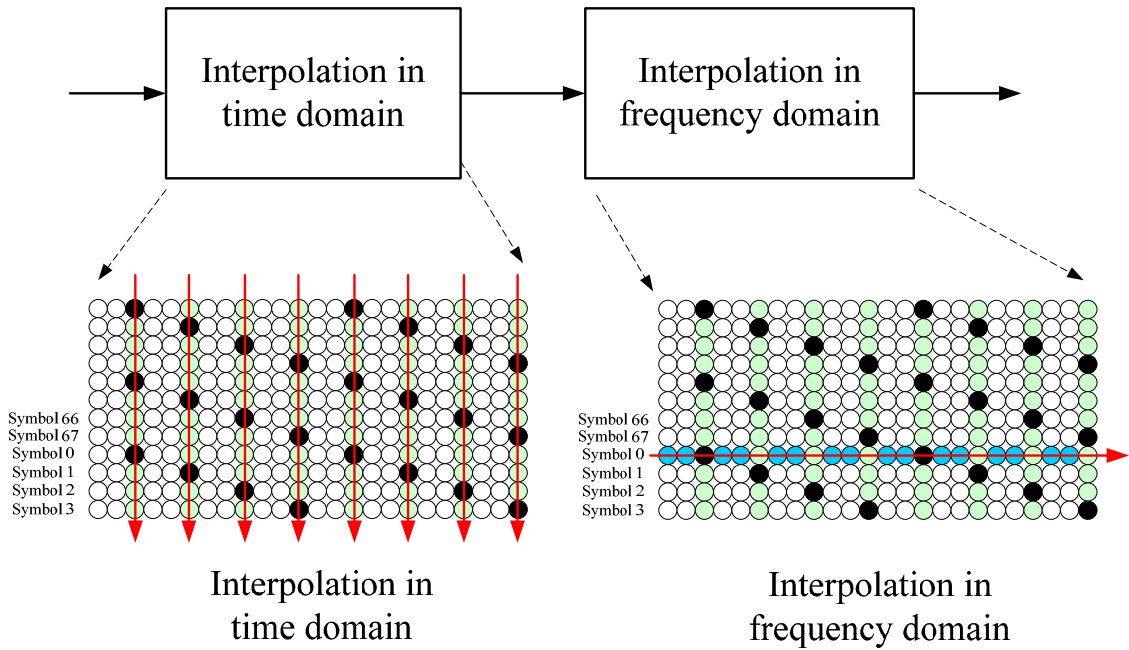 Interpolation in
time domain
Interpolation in
frequency domain
Symbol 66
Symbol 67
Symbol 0
Symbol 1
Symbol 2
Symbol 3
Symbol 66
Symbol 67
Symbol 0
Symbol 1
Symbol 2
Symbol 3
Interpolation in
time domain
Interpolation in
frequency domain